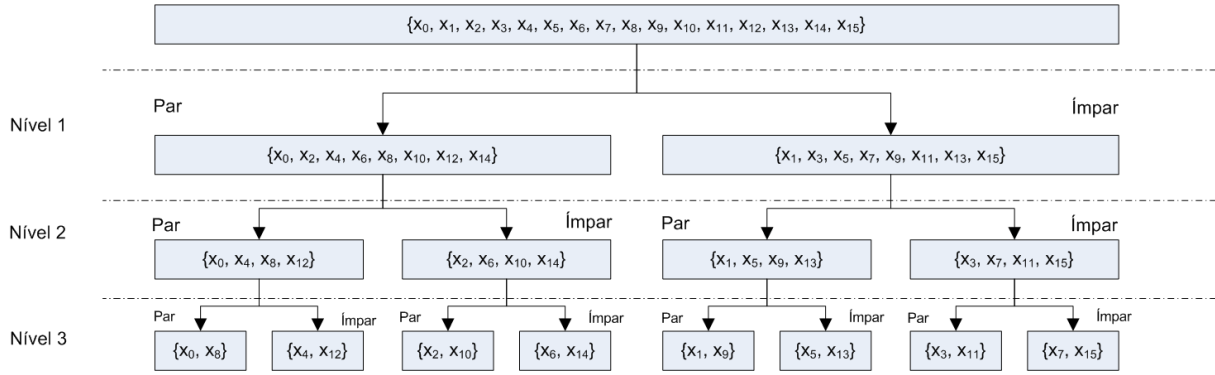 {x₀, x₁, x₂, x₃, x₄, x₅, x₆, x₇, x₈, x₉, x₁₀, x₁₁, x₁₂, x₁₃, x₁₄, x₁₅}
Nível 1
Par
Ímpar
{x₀, x₂, x₄, x₆, x₈, x₁₀, x₁₂, x₁₄}
{x₁, x₃, x₅, x₇, x₉, x₁₁, x₁₃, x₁₅}
Nível 2
Par
Ímpar
Par
Ímpar
{x₀, x₄, x₈, x₁₂}
{x₂, x₆, x₁₀, x₁₄}
{x₁, x₅, x₉, x₁₃}
{x₃, x₇, x₁₁, x₁₅}
Nível 3
Par
Ímpar
Par
Ímpar
Par
Ímpar
Par
Ímpar
{x₀, x₈}
{x₄, x₁₂}
{x₂, x₁₀}
{x₆, x₁₄}
{x₁, x₉}
{x₅, x₁₃}
{x₃, x₁₁}
{x₇, x₁₅}